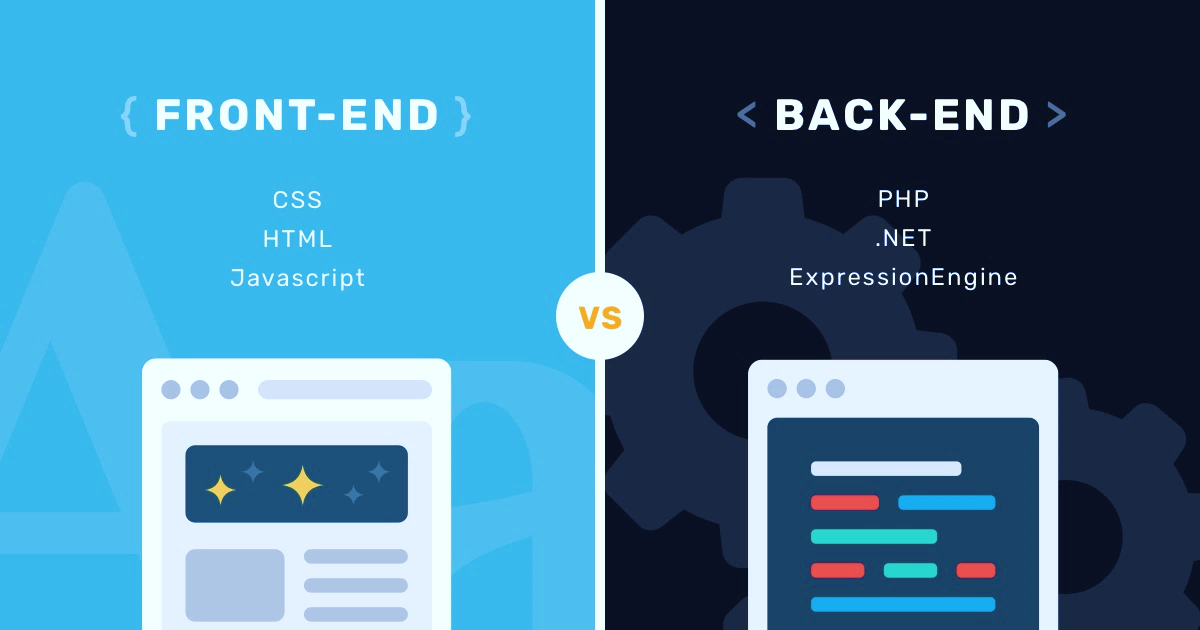 { FRONT-END }
CSS
HTML
Javascript
VS
< BACK-END >
PHP
.NET
ExpressionEngine